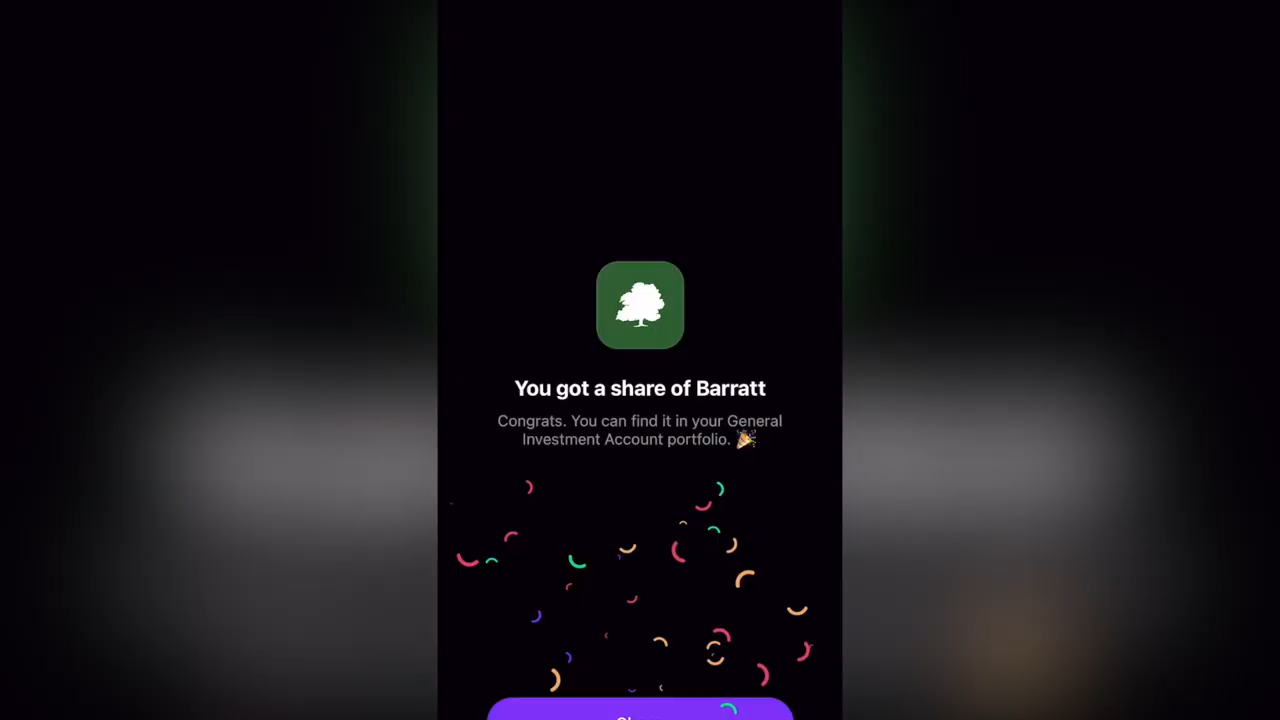 You got a share of Barratt
Congrats. You can find it in your General
Investment Account portfolio. 🎉